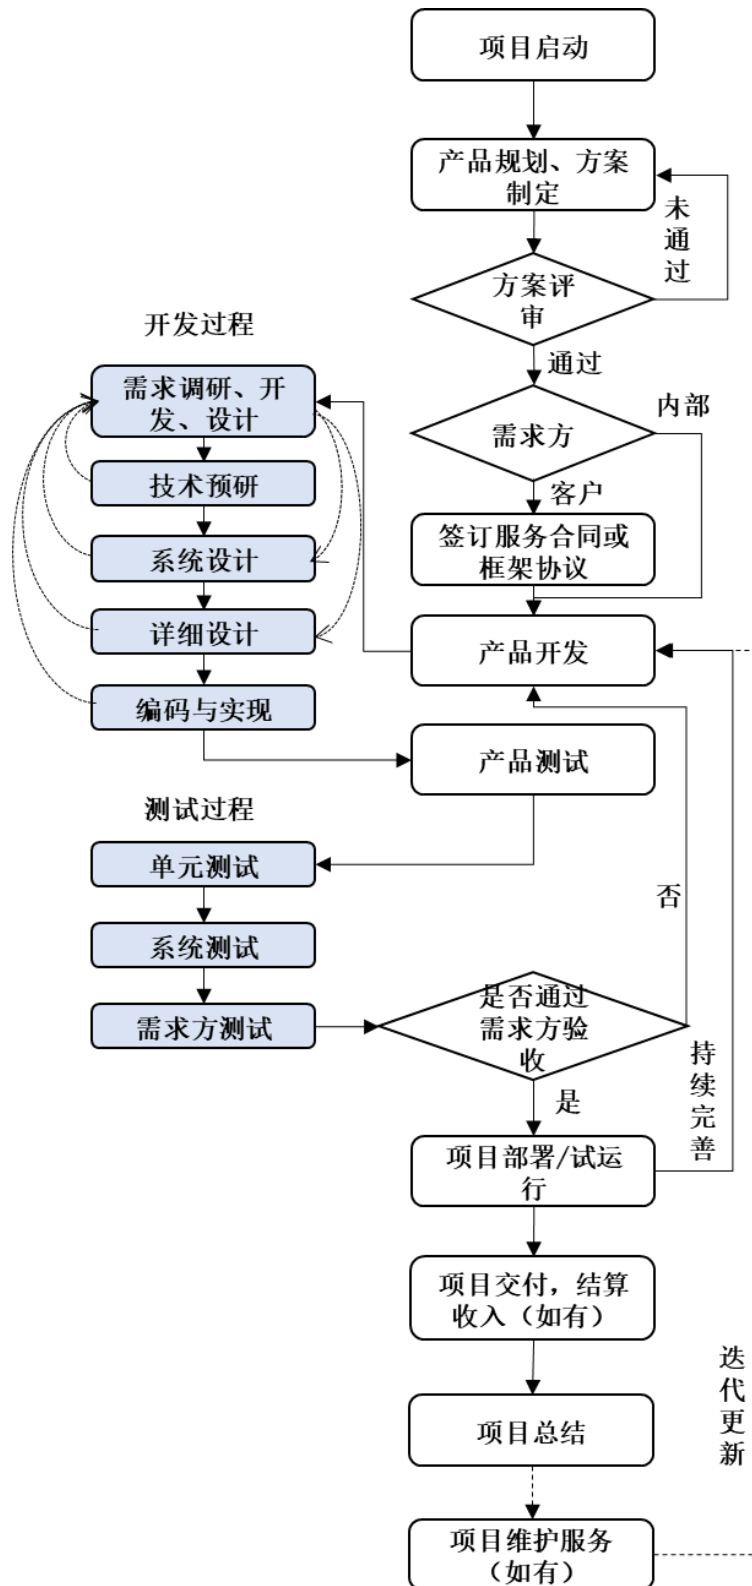 项目启动
产品规划、方案
制定
未
通
过
方案评
审
通过
需求方
内部
客户
签订服务合同或
框架协议
产品开发
开发过程
需求调研、开
发、设计
技术预研
系统设计
详细设计
编码与实现
产品测试
测试过程
单元测试
系统测试
需求方测试
是否通过
需求方验
收
否
是
持
续
完
善
项目部署/试运
行
项目交付，结算
收入（如有）
项目总结
迭
代
更
新
项目维护服务
（如有）